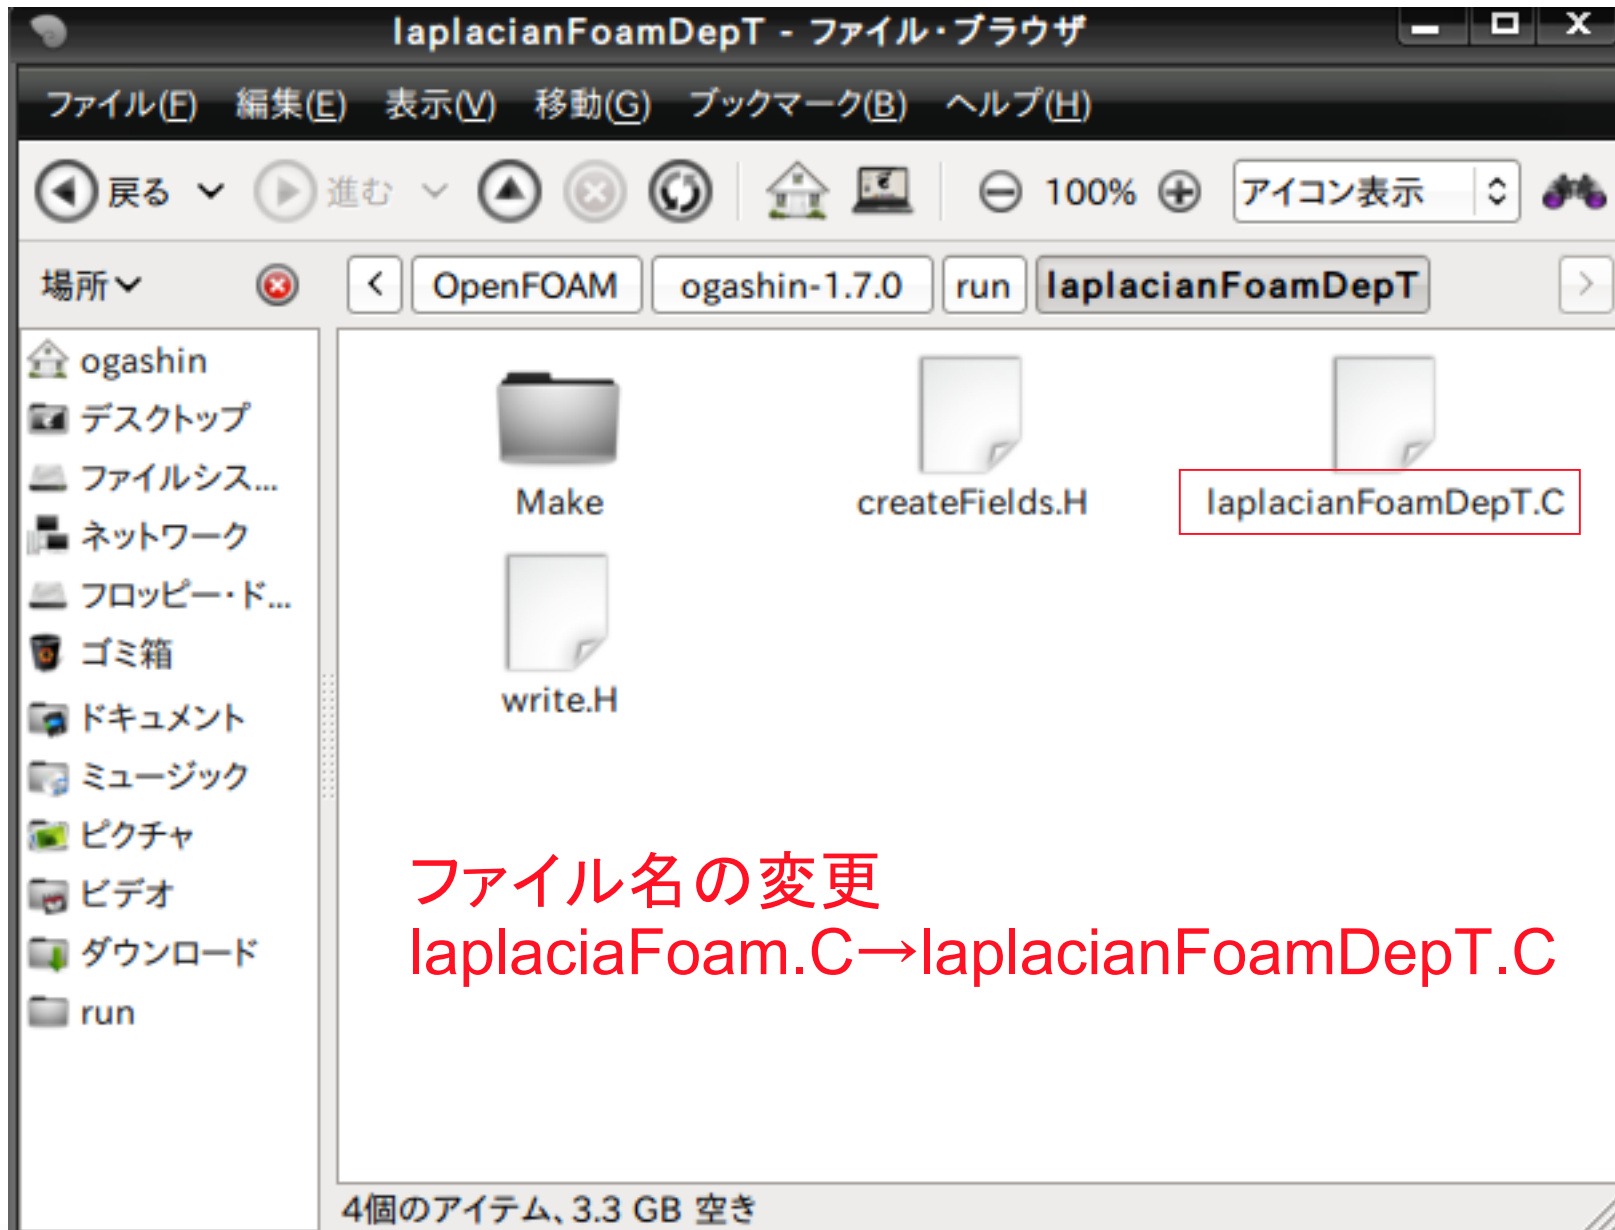 laplacianFoamDepT - ファイル・ブラウザ
ファイル(F) 編集(E) 表示(V) 移動(G) ブックマーク(B) ヘルプ(H)
戻る 進む 100% アイコン表示
場所 < OpenFOAM ogashin-1.7.0 run laplacianFoamDepT >
ogashin
デスクトップ
ファイルシス...
ネットワーク
フロッピー・ド...
ゴミ箱
ドキュメント
ミュージック
ピクチャ
ビデオ
ダウンロード
run
Make createFields.H laplacianFoamDepT.C
write.H
ファイル名の変更
laplaciaFoam.C→laplacianFoamDepT.C
4個のアイテム、3.3 GB 空き